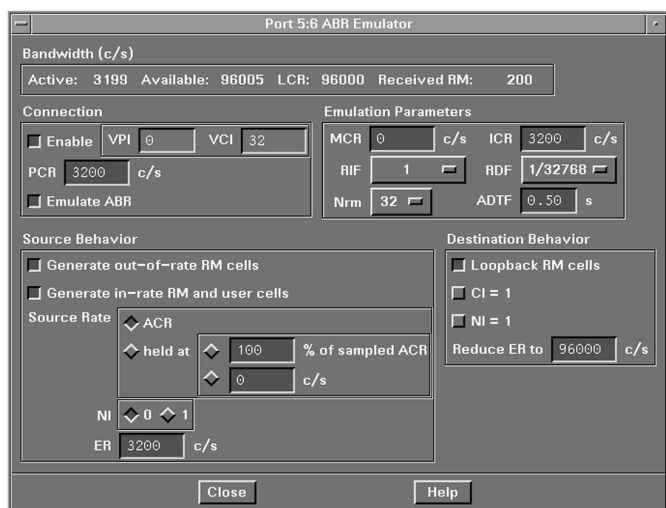 Port 5:6 ABR Emulator
Bandwidth (c/s)
Active: 3199 Available: 96005 LCR: 96000 Received RM: 200
Connection
Enable VPI 0 VCI 32
PCR 3200 c/s
Emulate ABR
Emulation Parameters
MCR 0 c/s ICR 3200 c/s
RIF 1 RDF 1/32768
Nrm 32 ADTF 0.50 s
Source Behavior
Generate out-of-rate RM cells
Generate in-rate RM and user cells
Source Rate ACR
held at 100 % of sampled ACR
0 c/s
NI 0 1
ER 3200 c/s
Destination Behavior
Loopback RM cells
CI = 1
NI = 1
Reduce ER to 96000 c/s
Close Help